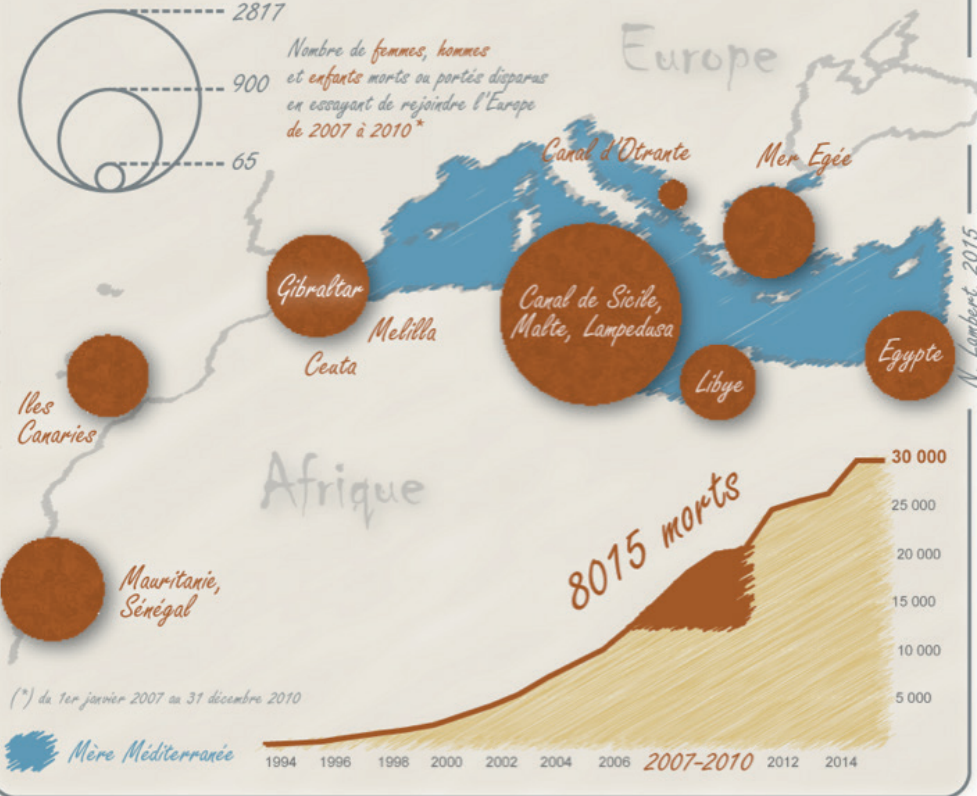 2817
900
65
Nombre de femmes, hommes
et enfants morts ou portés disparus
en essayant de rejoindre l'Europe
de 2007 à 2010*
Europe
Canal d'Otrante
Mer Egée
N. Lambert, 2015
Gibraltar
Canal de Sicile,
Malte, Lampedusa
Melilla
Ceuta
Libye
Egypte
Iles
Canaries
Afrique
Mauritanie,
Sénégal
8015 morts
30 000
25 000
20 000
15 000
10 000
5 000
(*) du 1er janvier 2007 au 31 décembre 2010
Mère Méditerranée
1994 1996 1998 2000 2002 2004 2006 2007-2010 2012 2014